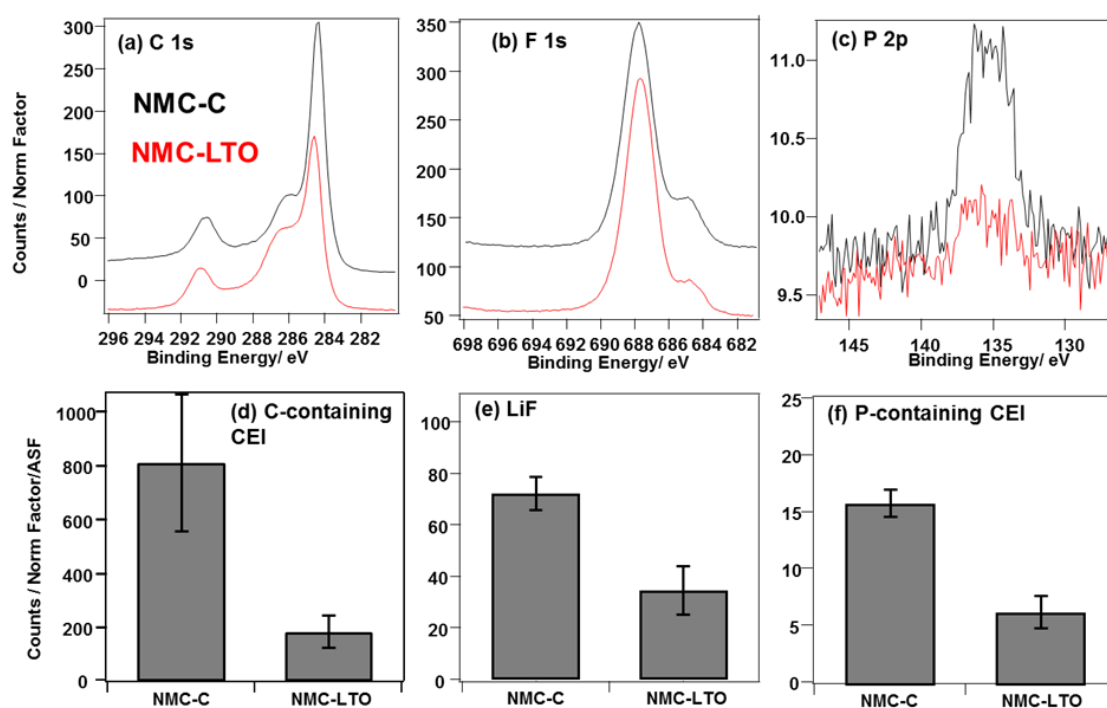 (a) C 1s
NMC-C
NMC-LTO
Counts / Norm Factor
300
250
200
150
100
50
0
296 294 292 290 288 286 284 282
Binding Energy/ eV
(b) F 1s
350
300
250
200
150
100
50
698 696 694 692 690 688 686 684 682
Binding Energy/ eV
(c) P 2p
11.0
10.5
10.0
9.5
145 140 135 130
Binding Energy/ eV
(d) C-containing
CEI
Counts / Norm Factor/ASF
1000
800
600
400
200
0
NMC-C NMC-LTO
(e) LiF
100
80
60
40
20
0
NMC-C NMC-LTO
(f) P-containing CEI
25
20
15
10
5
0
NMC-C NMC-LTO